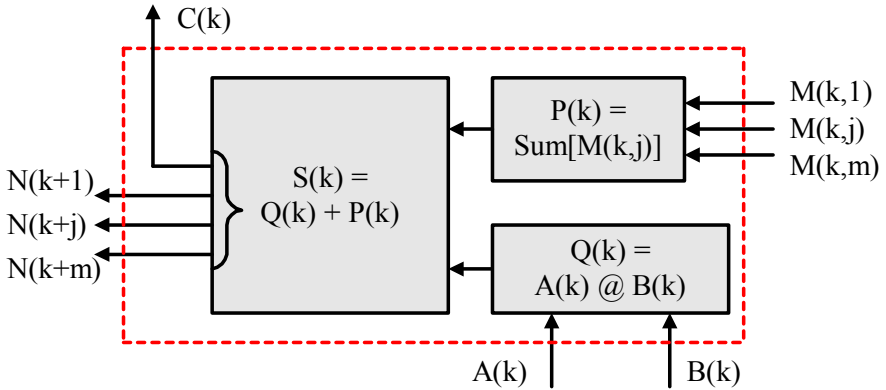 C(k)
P(k) =
Sum[M(k,j)]
M(k,1)
M(k,j)
M(k,m)
N(k+1)
N(k+j)
N(k+m)
S(k) =
Q(k) + P(k)
Q(k) =
A(k) @ B(k)
A(k)
B(k)